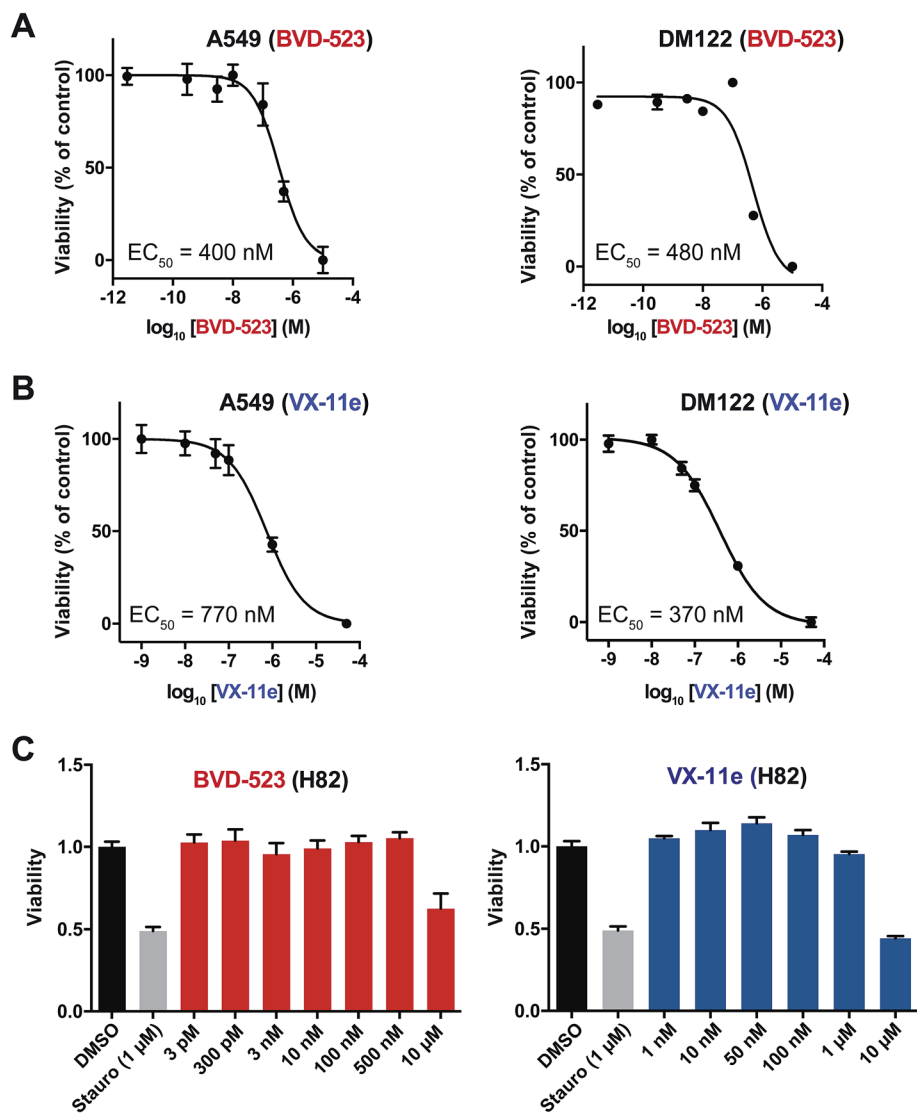 A
A549 (BVD-523)
Viability (% of control)
100
50
0
EC50 = 400 nM
-12 -10 -8 -6 -4
log10 [BVD-523] (M)
DM122 (BVD-523)
Viability (% of control)
100
50
0
EC50 = 480 nM
-12 -10 -8 -6 -4
log10 [BVD-523] (M)
B
A549 (VX-11e)
Viability (% of control)
100
50
0
EC50 = 770 nM
-9 -8 -7 -6 -5 -4
log10 [VX-11e] (M)
DM122 (VX-11e)
Viability (% of control)
100
50
0
EC50 = 370 nM
-9 -8 -7 -6 -5 -4
log10 [VX-11e] (M)
C
BVD-523 (H82)
Viability
1.5
1.0
0.5
0.0
DMSO
Stauro (1 µM)
3 pM
300 pM
3 nM
10 nM
100 nM
500 nM
10 µM
VX-11e (H82)
Viability
1.5
1.0
0.5
0.0
DMSO
Stauro (1 µM)
1 nM
10 nM
50 nM
100 nM
1 µM
10 µM